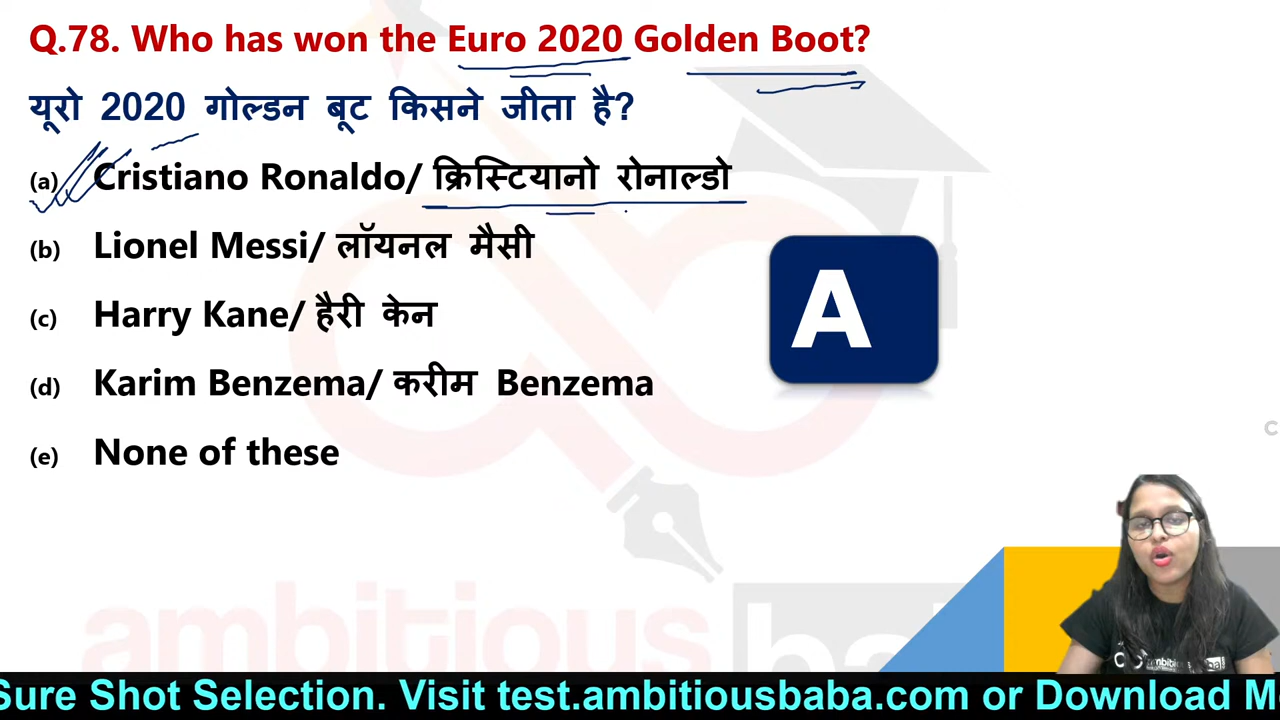 Q.78. Who has won the Euro 2020 Golden Boot?
यूरो 2020 गोल्डन बूट किसने जीता है?
(a) Cristiano Ronaldo/ क्रिस्टियानो रोनाल्डो
(b) Lionel Messi/ लॉयनल मैसी
(c) Harry Kane/ हैरी केन
(d) Karim Benzema/ करीम Benzema
(e) None of these
A
ambitious
Sure Shot Selection. Visit test.ambitiousbaba.com or Download M